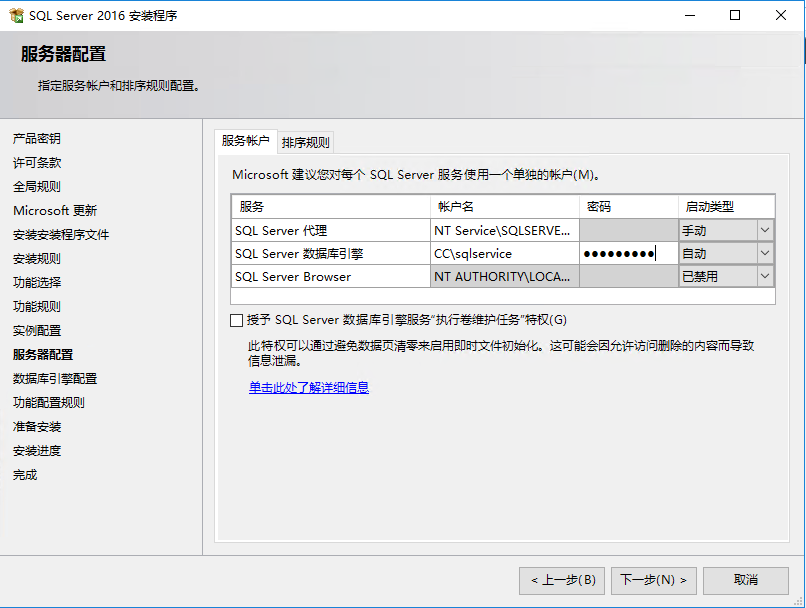 SQL Server 2016 安装程序
服务器配置
指定服务帐户和排序规则配置。
产品密钥
许可条款
全局规则
Microsoft 更新
安装安装程序文件
安装规则
功能选择
功能规则
实例配置
服务器配置
数据库引擎配置
功能配置规则
准备安装
安装进度
完成
服务帐户 排序规则
Microsoft 建议您对每个 SQL Server 服务使用一个单独的帐户(M)。
服务 帐户名 密码 启动类型
SQL Server 代理 NT Service\SQLSERVE... 手动
SQL Server 数据库引擎 CC\sqlservice ●●●●●●●●● 自动
SQL Server Browser NT AUTHORITY\LOCA... 已禁用
授予 SQL Server 数据库引擎服务“执行卷维护任务”特权(G)
此特权可以通过避免数据页清零来启用即时文件初始化。这可能会因允许访问删除的内容而导致
信息泄漏。
单击此处了解详细信息
< 上一步(B) 下一步(N) > 取消